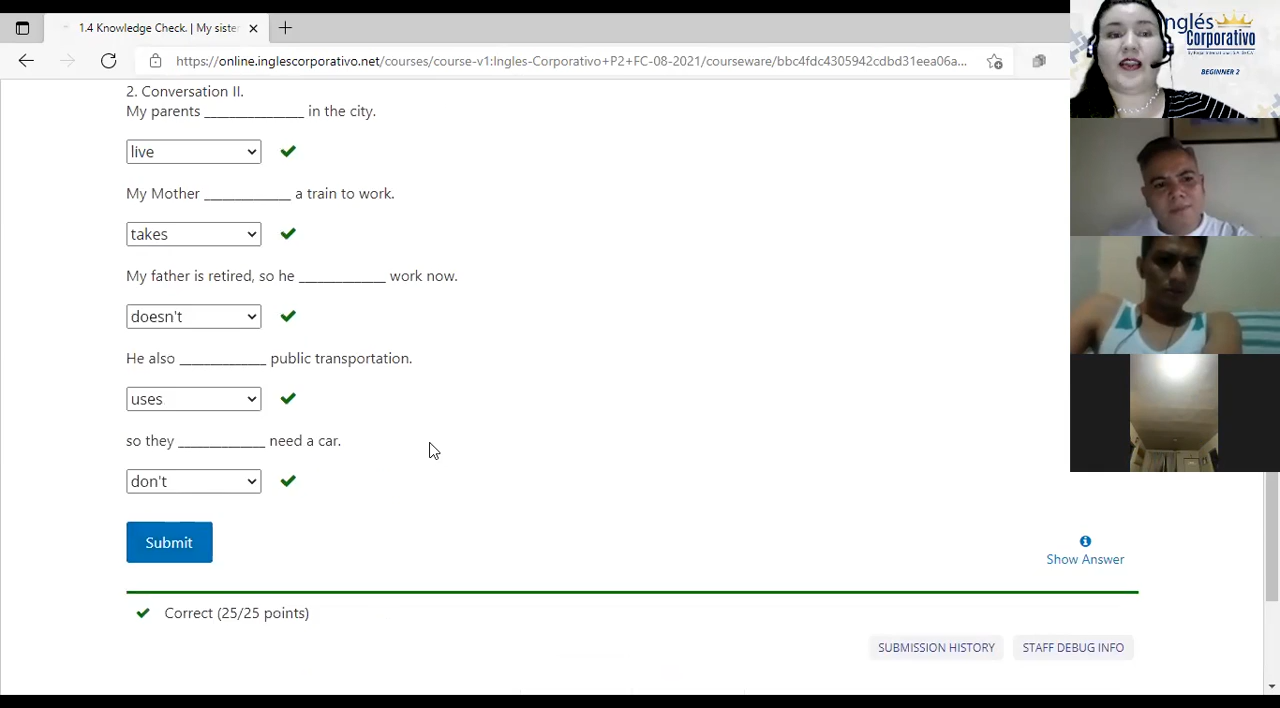 1.4 Knowledge Check. | My siste
https://online.inglescorporativo.net/courses/course-v1:Inglés-Corporativo+P2+FC-08-2021/courseware/bbc4fdc4305942cdbd31eea06a...
nglés
Corporativo
BEGINNER 2
2. Conversation II.
My parents _____________ in the city.
live
My Mother ____________ a train to work.
takes
My father is retired, so he ____________ work now.
doesn't
He also ____________ public transportation.
uses
so they ____________ need a car.
don't
Submit
Show Answer
Correct (25/25 points)
SUBMISSION HISTORY
STAFF DEBUG INFO